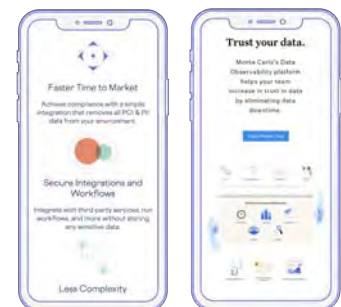 Faster Time to Market
Achieve compliance with a simple
integration that removes all PCI & PII
data from your environment.
Secure Integrations and
Workflows
Integrate with third-party services, run
workflows, and more without storing
any sensitive data.
Less Complexity
Trust your data.
Monte Carlo's Data
Observability platform
helps your team
increase in trust in data
by eliminating data
downtime.